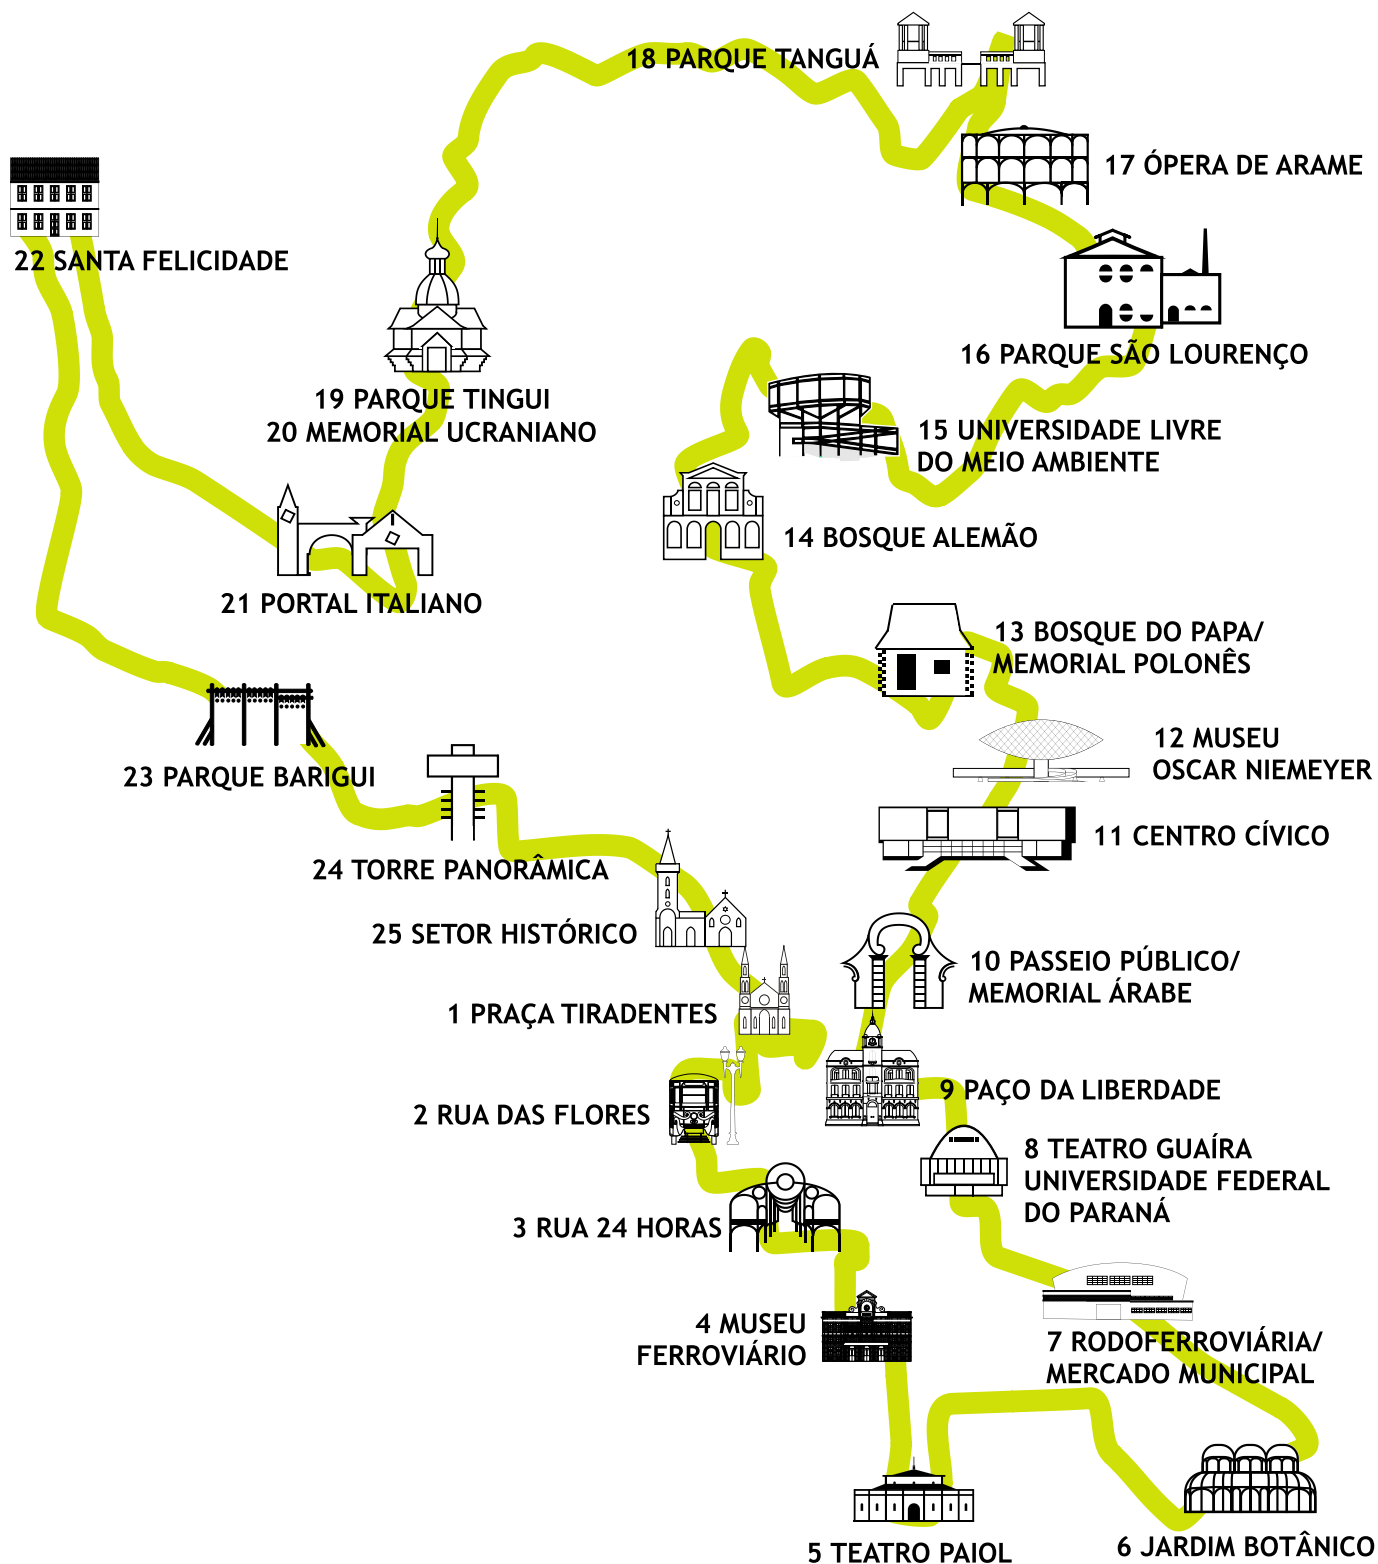 18 PARQUE TANGUÁ
17 ÓPERA DE ARAME
22 SANTA FELICIDADE
16 PARQUE SÃO LOURENÇO
19 PARQUE TINGUI
20 MEMORIAL UCRANIANO
15 UNIVERSIDADE LIVRE
DO MEIO AMBIENTE
14 BOSQUE ALEMÃO
21 PORTAL ITALIANO
13 BOSQUE DO PAPA/
MEMORIAL POLONÊS
12 MUSEU
OSCAR NIEMEYER
23 PARQUE BARIGUI
11 CENTRO CÍVICO
24 TORRE PANORÂMICA
25 SETOR HISTÓRICO
10 PASSEIO PÚBLICO/
MEMORIAL ÁRABE
1 PRAÇA TIRADENTES
9 PAÇO DA LIBERDADE
2 RUA DAS FLORES
8 TEATRO GUAÍRA
UNIVERSIDADE FEDERAL
DO PARANÁ
3 RUA 24 HORAS
4 MUSEU
FERROVIÁRIO
7 RODOFERROVIÁRIA/
MERCADO MUNICIPAL
6 JARDIM BOTÂNICO
5 TEATRO PAIOL